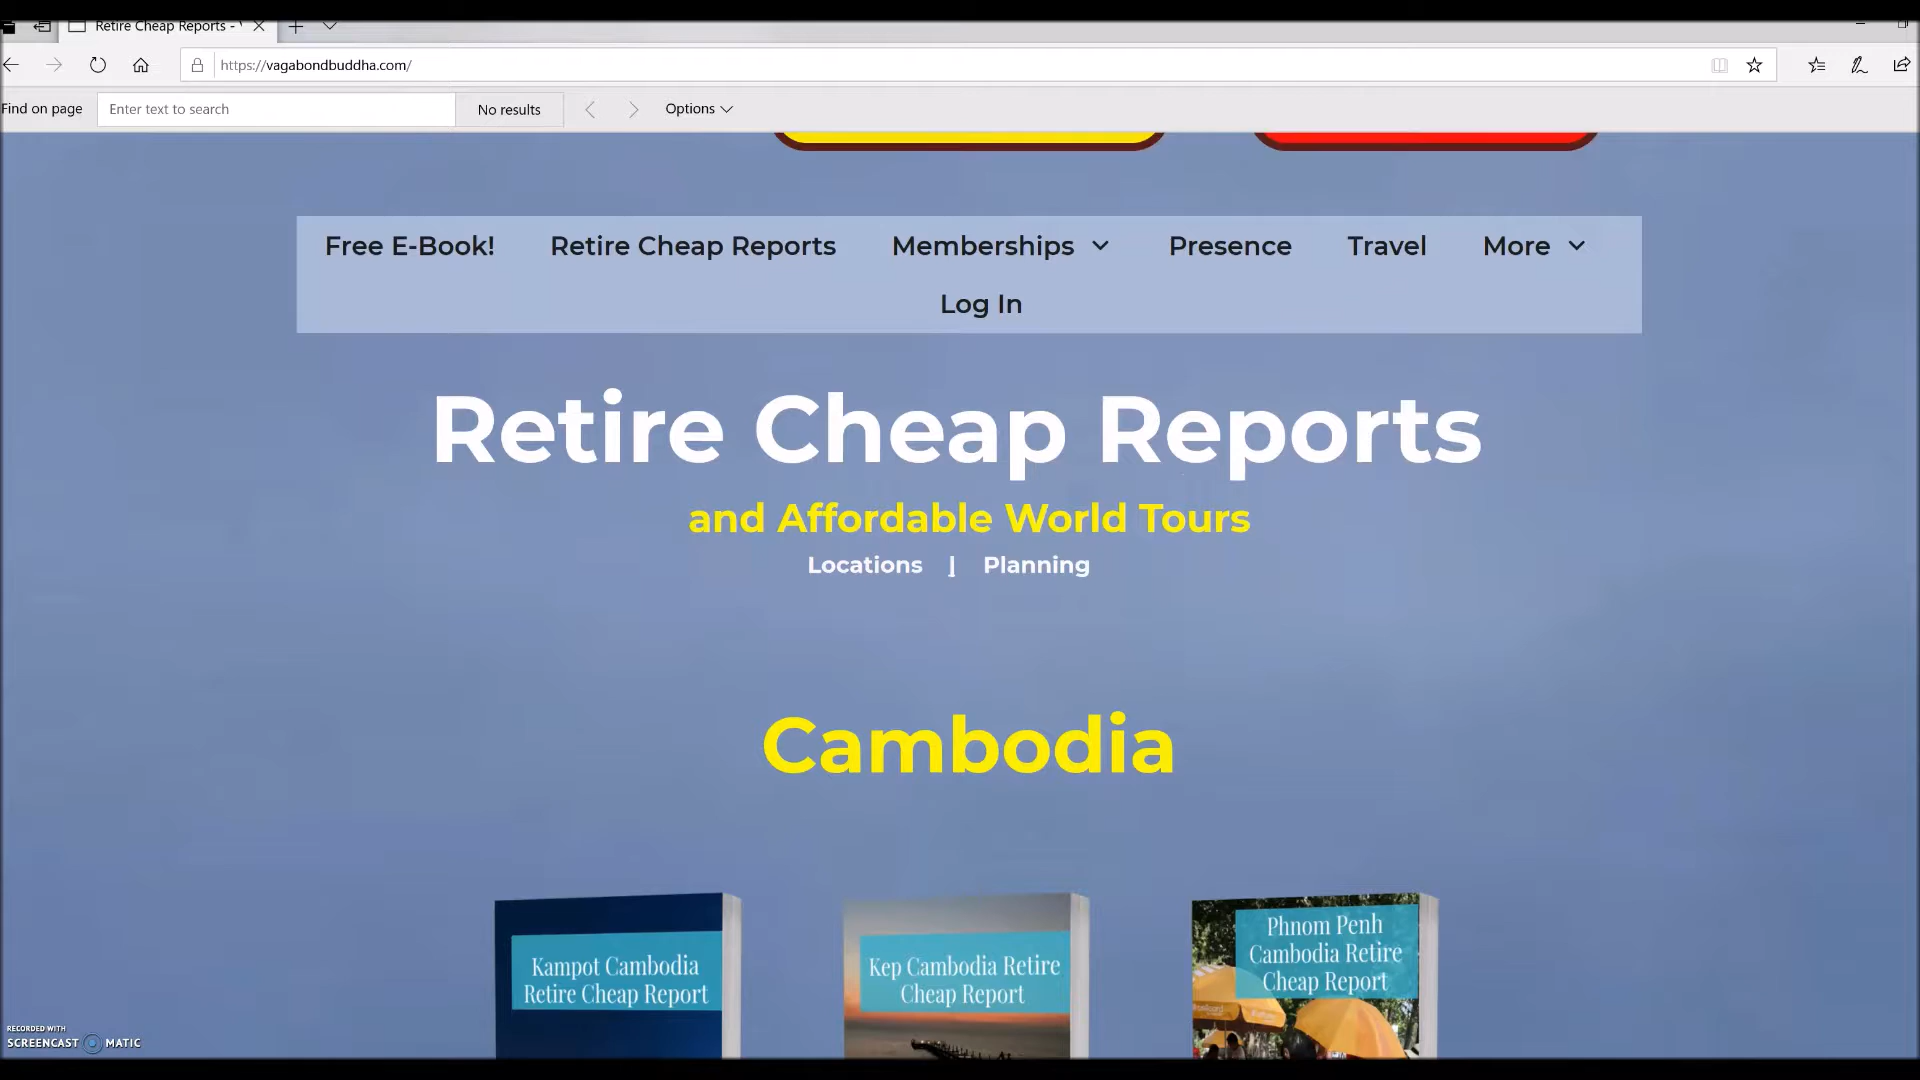 Retire Cheap Reports -
https://vagabondbuddha.com/
Find on page
Enter text to search
No results
Options
Free E-Book!
Retire Cheap Reports
Memberships
Presence
Travel
More
Log In
Retire Cheap Reports
and Affordable World Tours
Locations | Planning
Cambodia
Kampot Cambodia
Retire Cheap Report
Kep Cambodia Retire
Cheap Report
Phnom Penh
Cambodia Retire
Cheap Report
RECORDED WITH
SCREENCAST MATIC